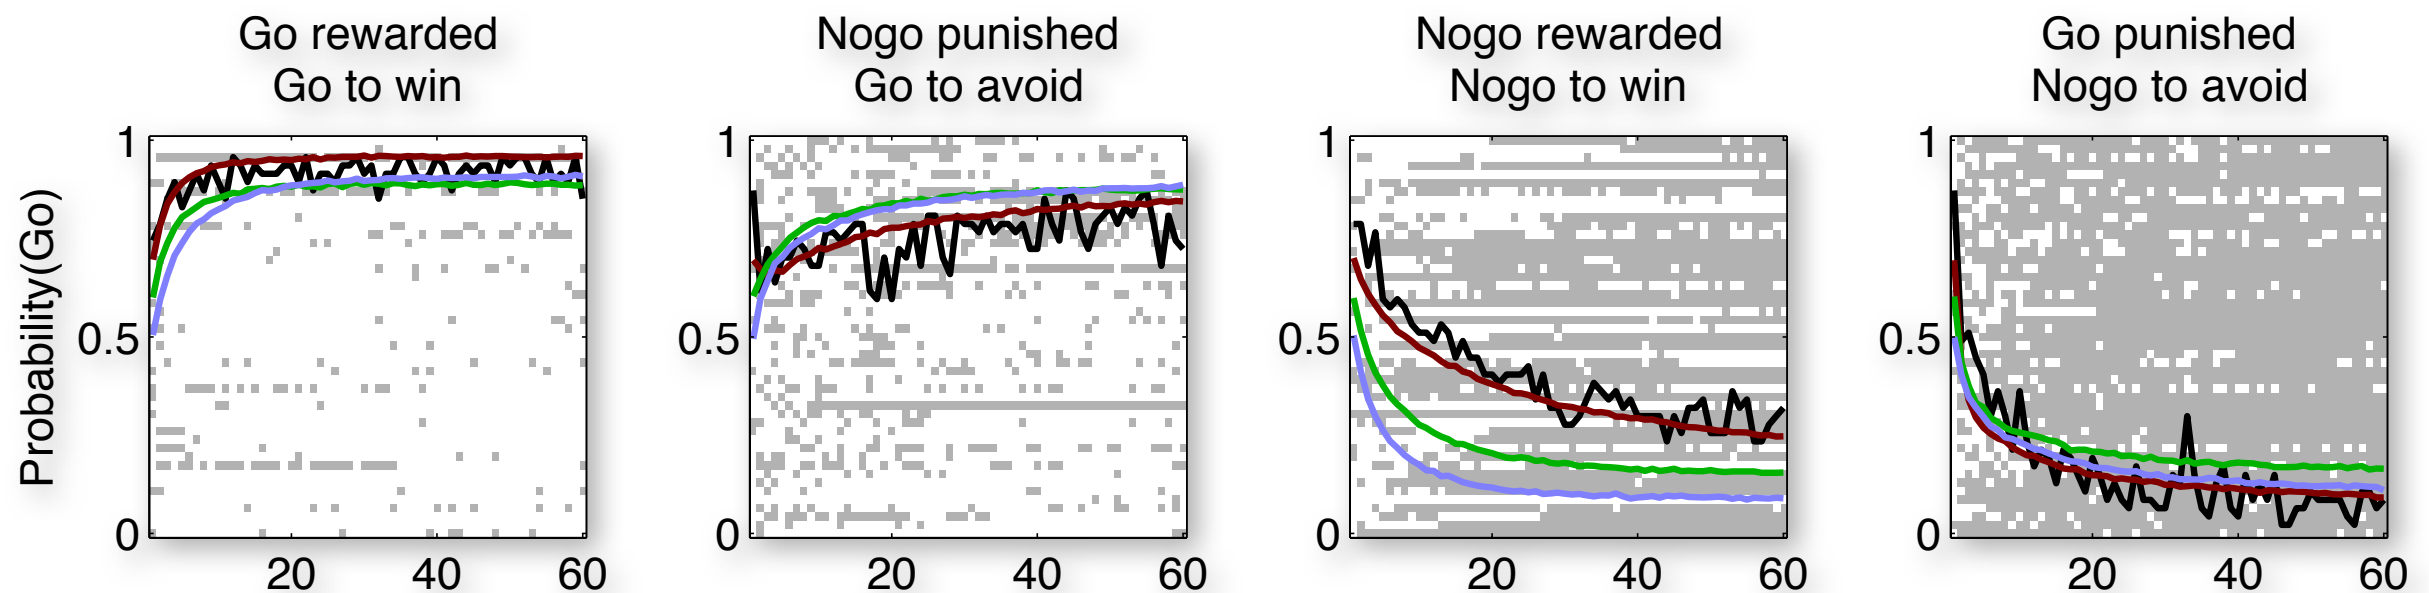 Go rewarded
Go to win
Nogo punished
Go to avoid
Nogo rewarded
Nogo to win
Go punished
Nogo to avoid
Probability(Go)
1
0.5
0
20 40 60
1
0.5
0
20 40 60
1
0.5
0
20 40 60
1
0.5
0
20 40 60